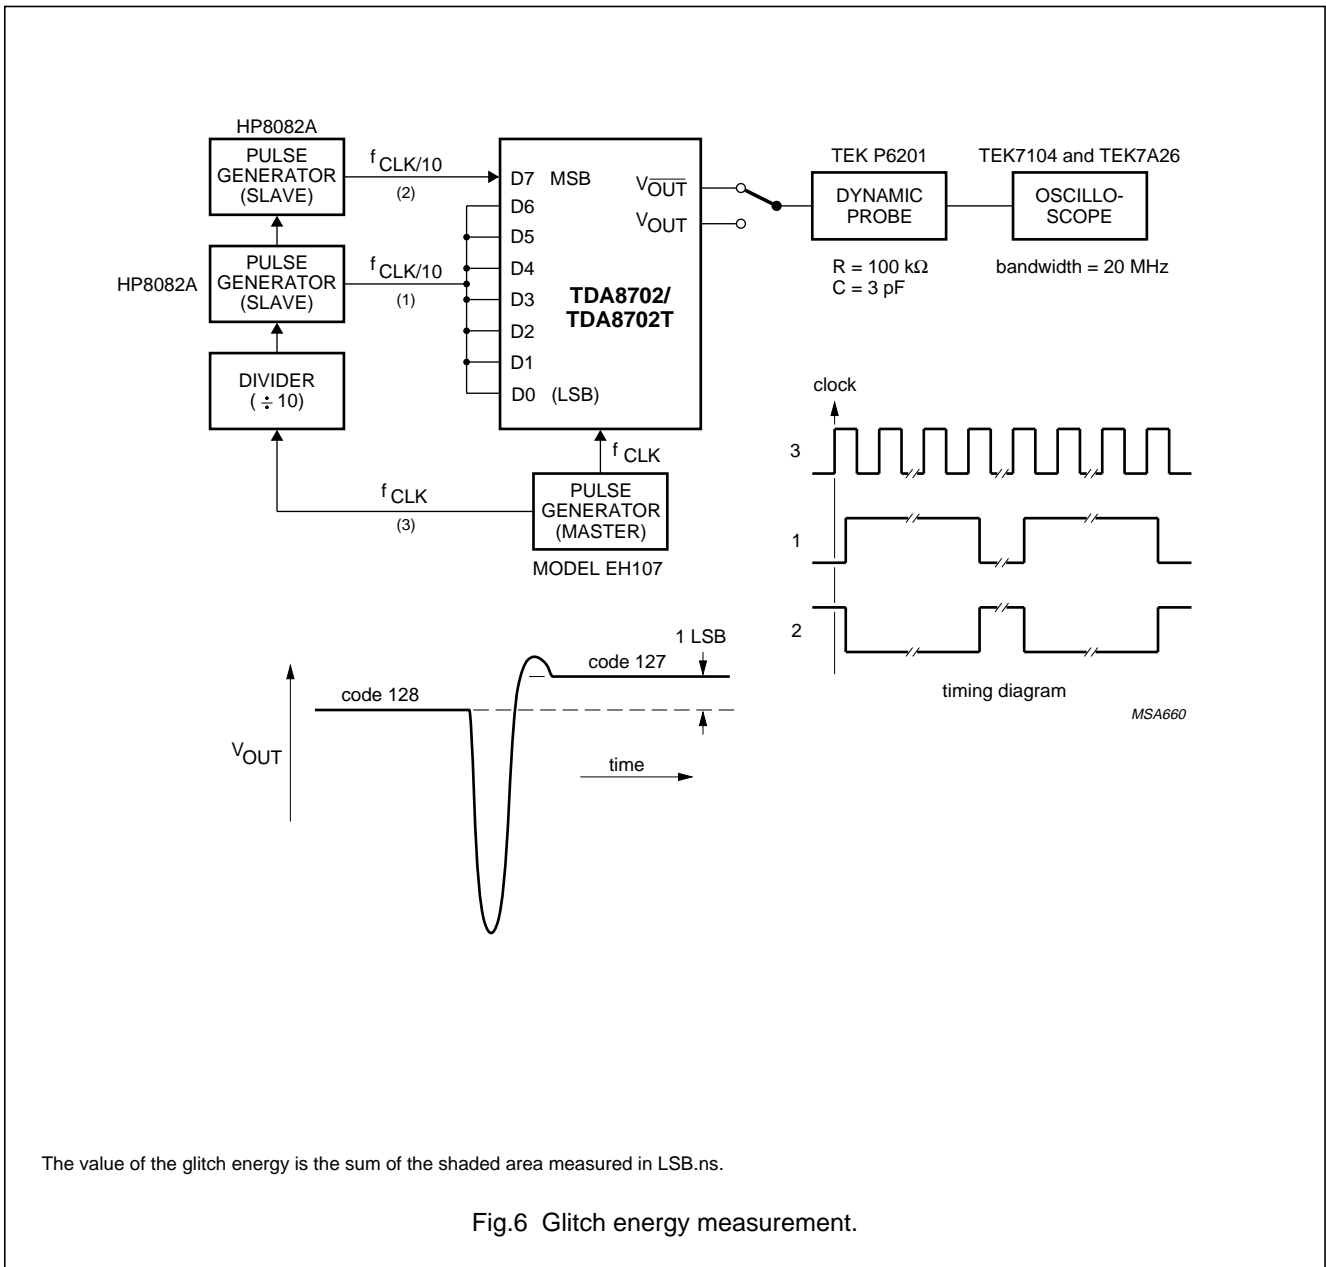 HP8082A
PULSE
GENERATOR
(SLAVE)
f CLK/10
(2)
HP8082A
PULSE
GENERATOR
(SLAVE)
f CLK/10
(1)
DIVIDER
( ÷ 10)
f CLK
(3)
D7 MSB
D6
D5
D4
D3
D2
D1
D0 (LSB)
TDA8702/
TDA8702T
VOUT
VOUT
f CLK
PULSE
GENERATOR
(MASTER)
MODEL EH107
TEK P6201
DYNAMIC
PROBE
R = 100 kΩ
C = 3 pF
TEK7104 and TEK7A26
OSCILLO-
SCOPE
bandwidth = 20 MHz
clock
3
1
2
timing diagram
MSA660
1 LSB
code 127
code 128
VOUT
time
The value of the glitch energy is the sum of the shaded area measured in LSB.ns.
Fig.6 Glitch energy measurement.